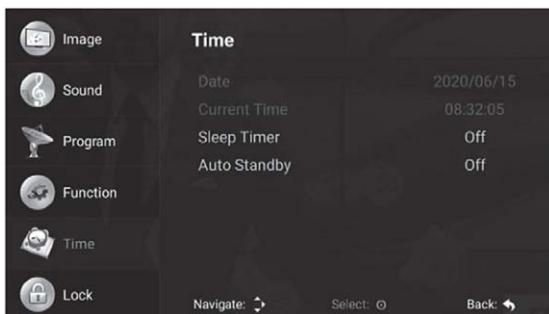 Image
Sound
Program
Function
Time
Lock
Time
Date 2020/06/15
Current Time 08:32:05
Sleep Timer Off
Auto Standby Off
Navigate: Select: Back: